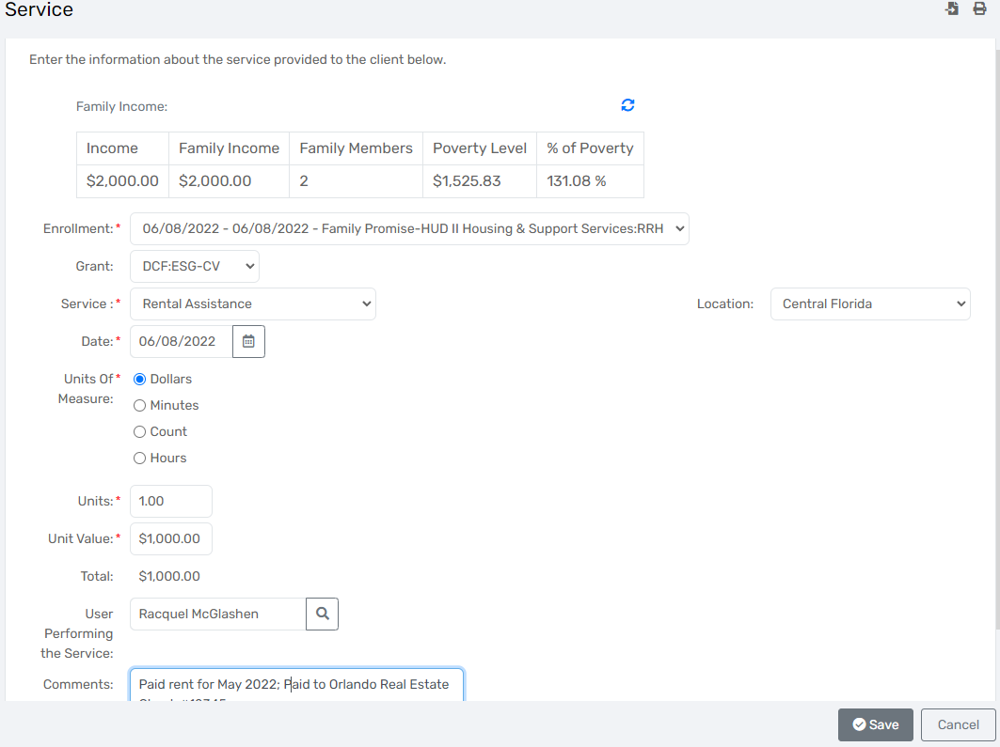 Service
Enter the information about the service provided to the client below.
Family Income:
Income Family Income Family Members Poverty Level % of Poverty
$2,000.00 $2,000.00 2 $1,525.83 131.08 %
Enrollment:* 06/08/2022 - 06/08/2022 - Family Promise-HUD II Housing & Support Services:RRH
Grant: DCF:ESG-CV
Service :* Rental Assistance Location: Central Florida
Date:* 06/08/2022
Units Of* Dollars
Measure:
Minutes
Count
Hours
Units:* 1.00
Unit Value:* $1,000.00
Total: $1,000.00
User Racquel McGlashen
Performing
the Service:
Comments: Paid rent for May 2022; Paid to Orlando Real Estate
Save Cancel